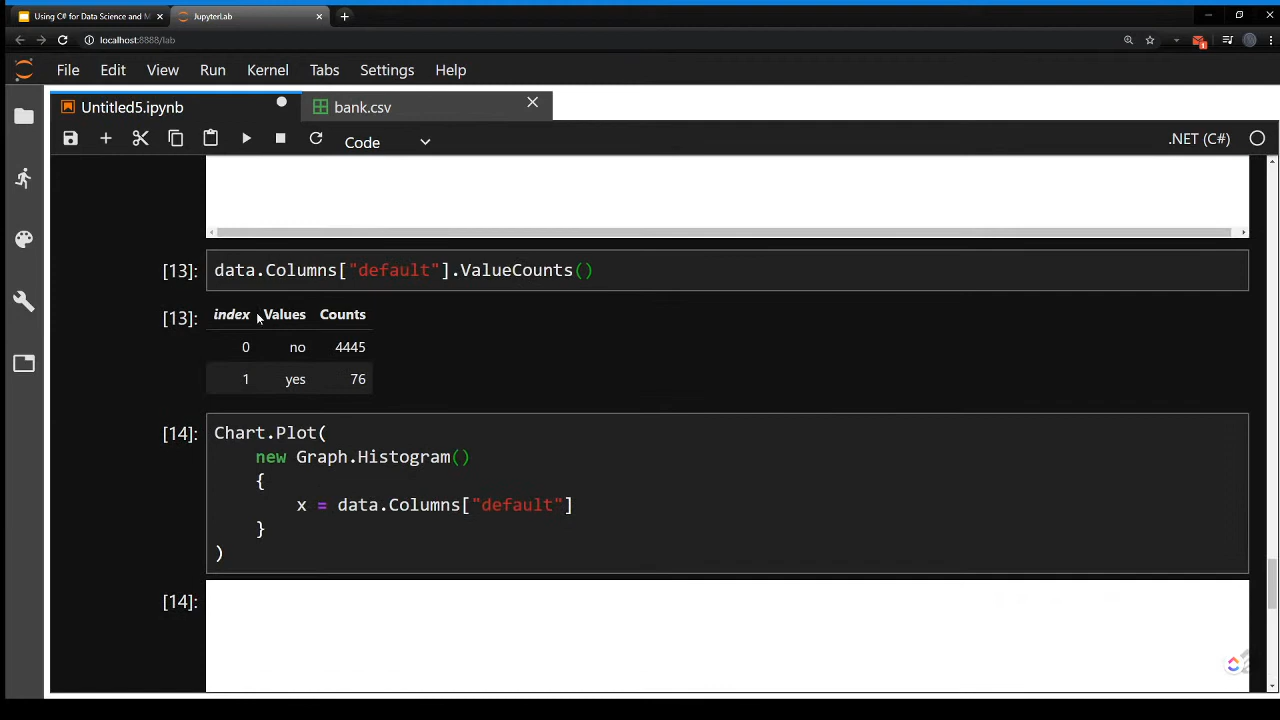 Using C# for Data Science and M
JupyterLab
localhost:8888/lab
File Edit View Run Kernel Tabs Settings Help
Untitled5.ipynb
bank.csv
Code
.NET (C#)
[13]: data.Columns["default"].ValueCounts()
[13]: index Values Counts
0 no 4445
1 yes 76
[14]: Chart.Plot(
new Graph.Histogram()
{
x = data.Columns["default"]
}
)
[14]: